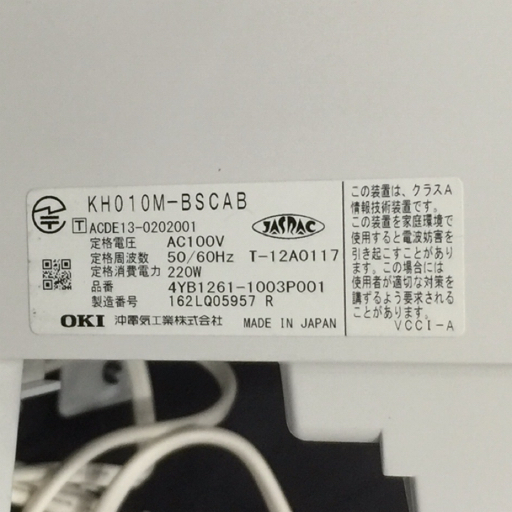 KH010M-BSCAB
T ACDE13-0202001
JASPAC
定格電圧 AC100V
定格周波数 50/60Hz T-12A0117
定格消費電力 220W
品番 4YB1261-1003P001
製造番号 162LQ05957 R
OKI 沖電気工業株式会社 MADE IN JAPAN
この装置は、クラスA
情報技術装置です。
この装置を家庭環境で
使用すると電波妨害を
引き起こすことがあり
ます。この場合には
使用者が適切な対策を
講ずるよう要求される
ことがあります。
VCCI-A